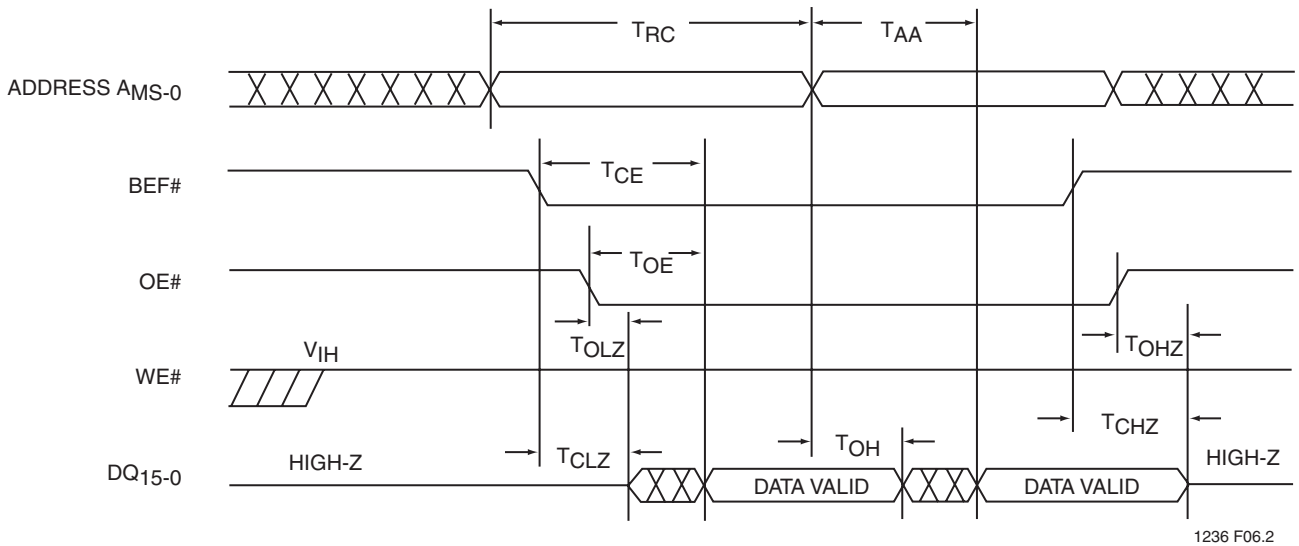 TRC TAA
ADDRESS AMS-0
TCE
BEF#
TOE
OE#
TOLZ TOHZ
VIH
WE#
TCHZ
HIGH-Z TCLZ TOH HIGH-Z
DQ15-0 DATA VALID DATA VALID
1236 F06.2